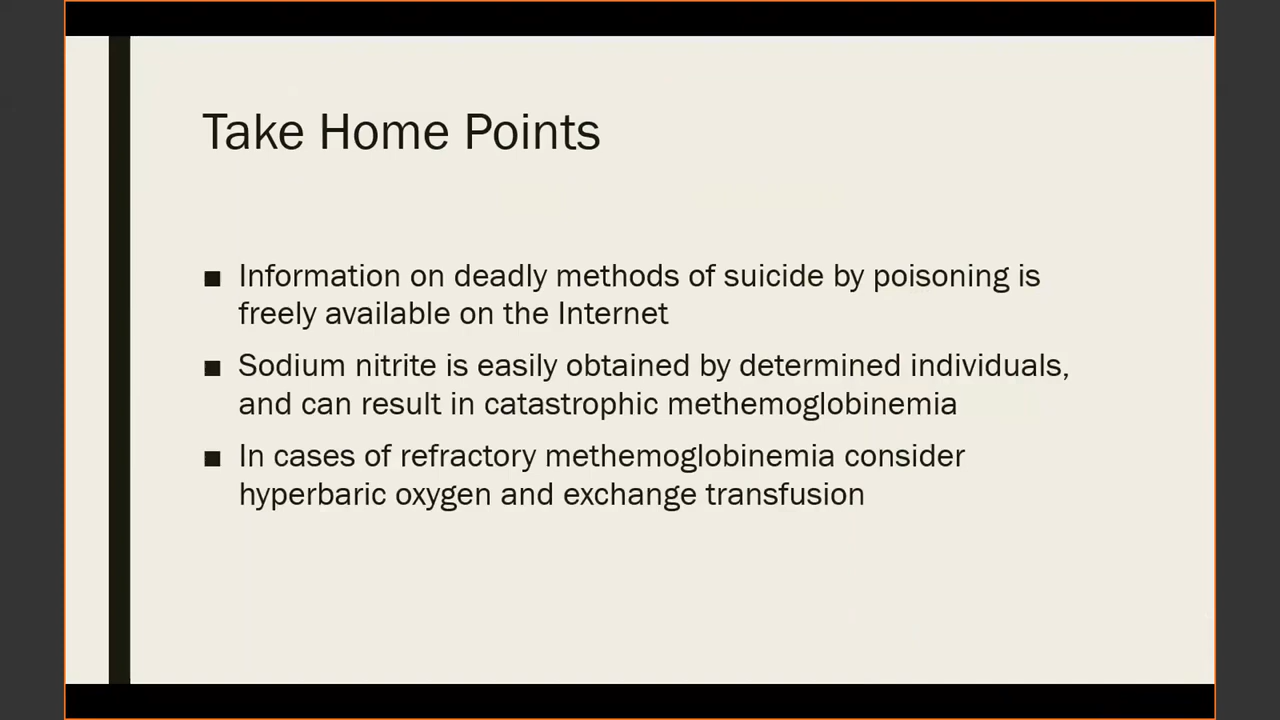 Take Home Points
■ Information on deadly methods of suicide by poisoning is
freely available on the Internet
■ Sodium nitrite is easily obtained by determined individuals,
and can result in catastrophic methemoglobinemia
■ In cases of refractory methemoglobinemia consider
hyperbaric oxygen and exchange transfusion